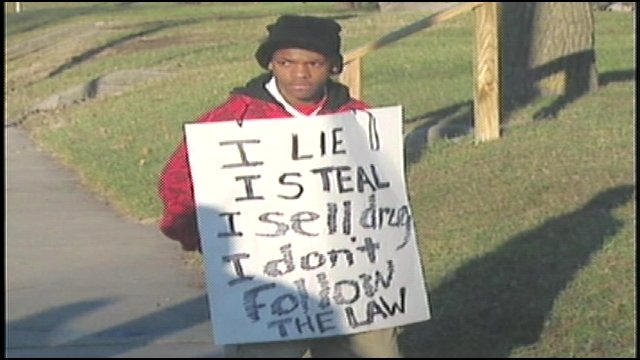 I LIE
I STEAL
I sell drug
I don't
Follow
THE LAW